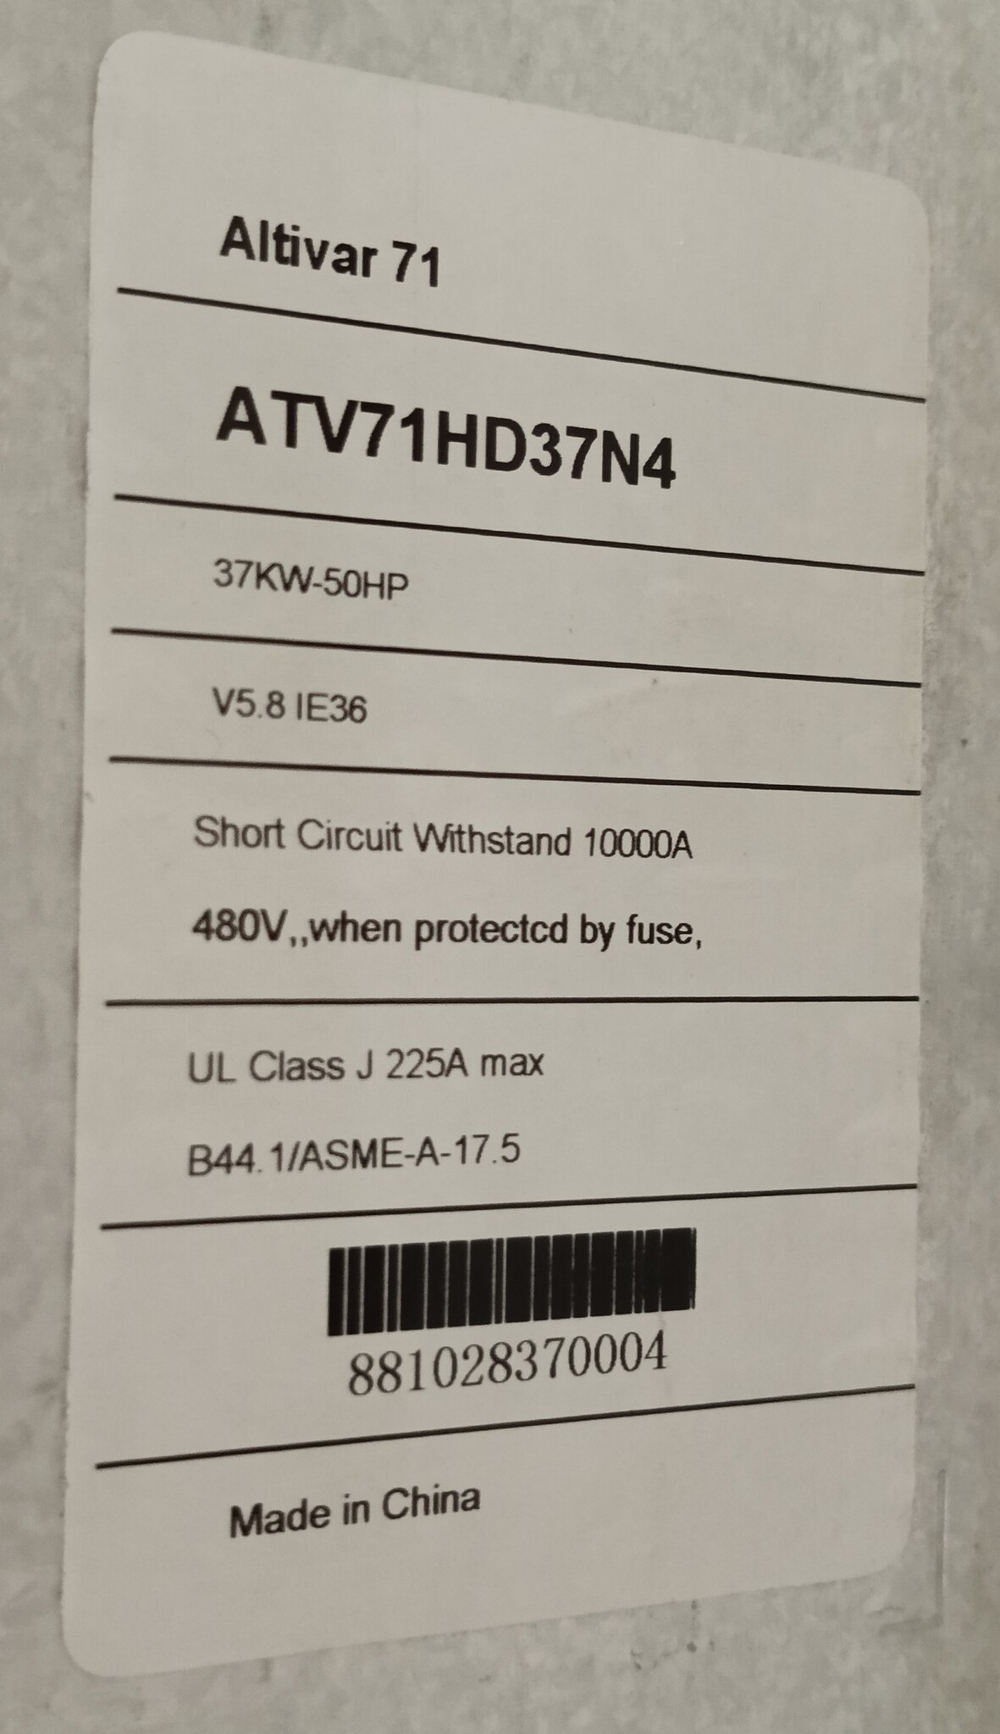 Altivar 71
ATV71HD37N4
37KW-50HP
V5.8 IE36
Short Circuit Withstand 10000A
480V,,when protectcd by fuse,
UL Class J 225A max
B44.1/ASME-A-17.5
881028370004
Made in China